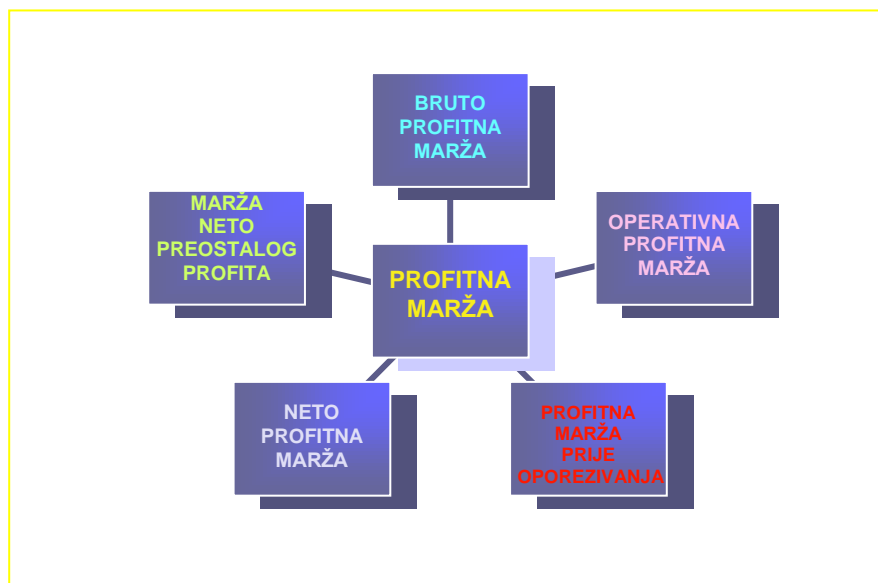 BRUTO
PROFITNA
MARŽA
MARŽA
NETO
PREOSTALOG
PROFITA
OPERATIVNA
PROFITNA
MARŽA
PROFITNA
MARŽA
NETO
PROFITNA
MARŽA
PROFITNA
MARŽA
PRIJE
OPOREZIVANJA